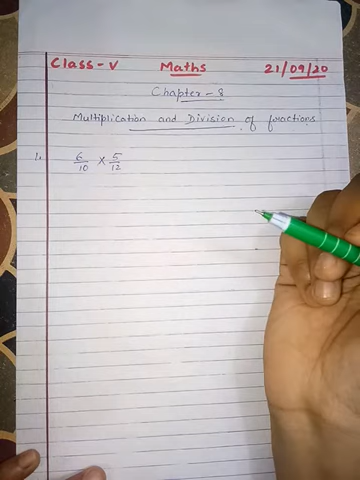 Class - V Maths 21/09/20
Chapter - 8
Multiplication and Division of fractions
1. 6/10 × 5/12